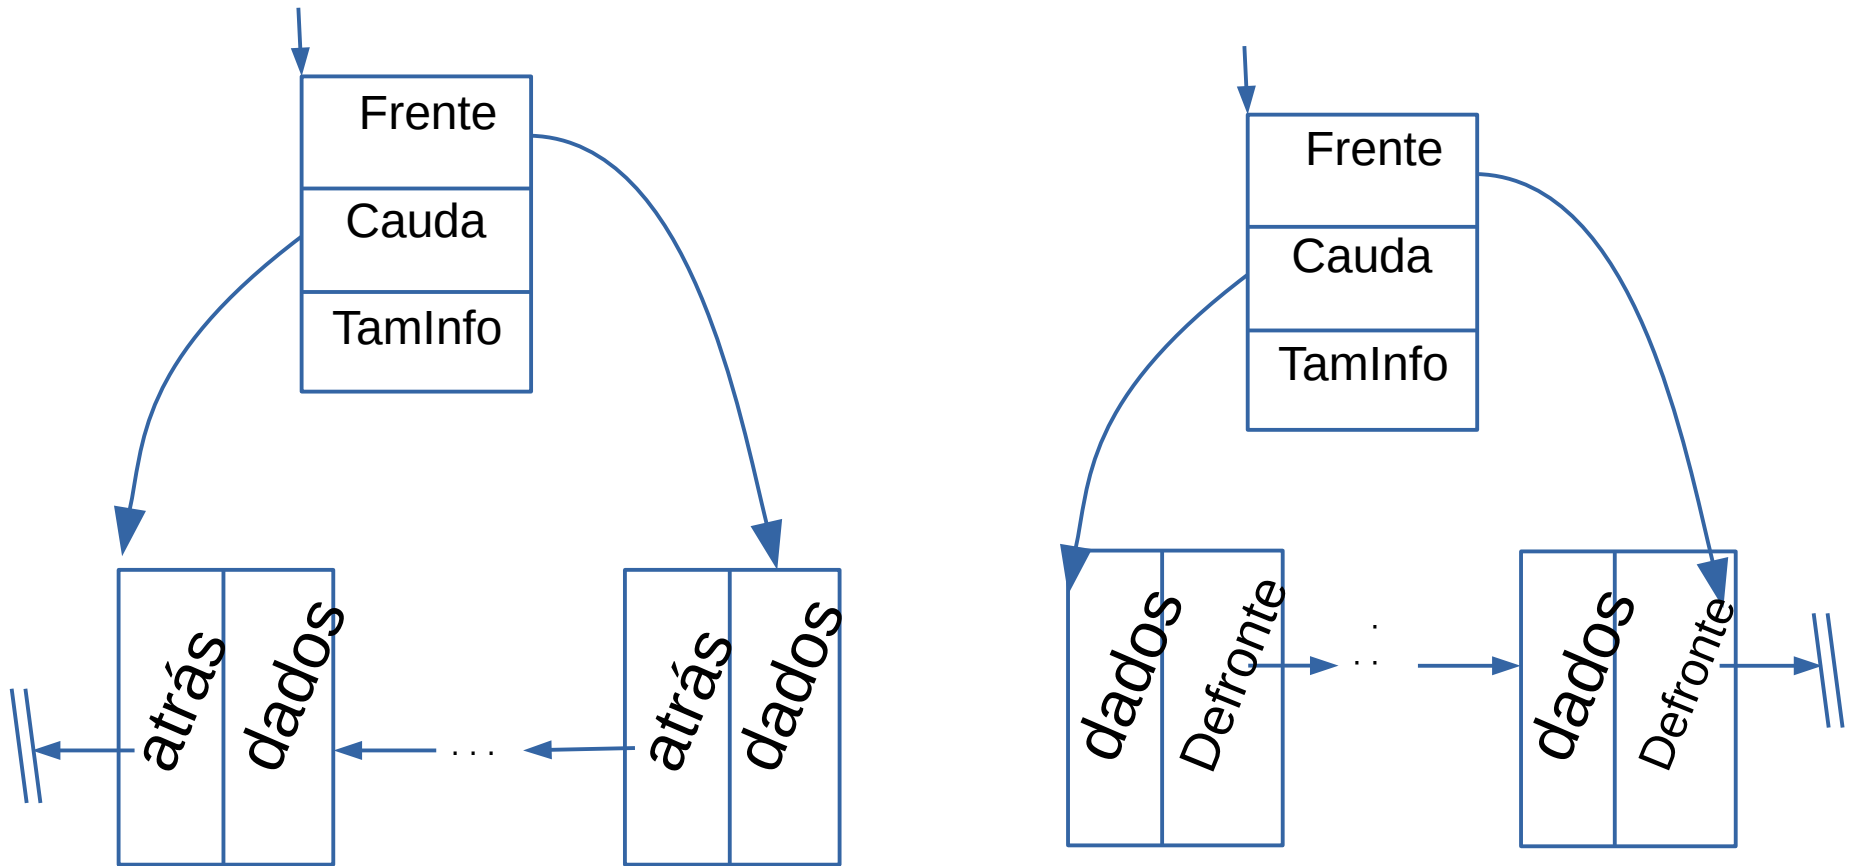 Frente
Cauda
TamInfo
atrás
dados
. . .
atrás
dados
Frente
Cauda
TamInfo
dados
Defronte
.
. .
dados
Defronte